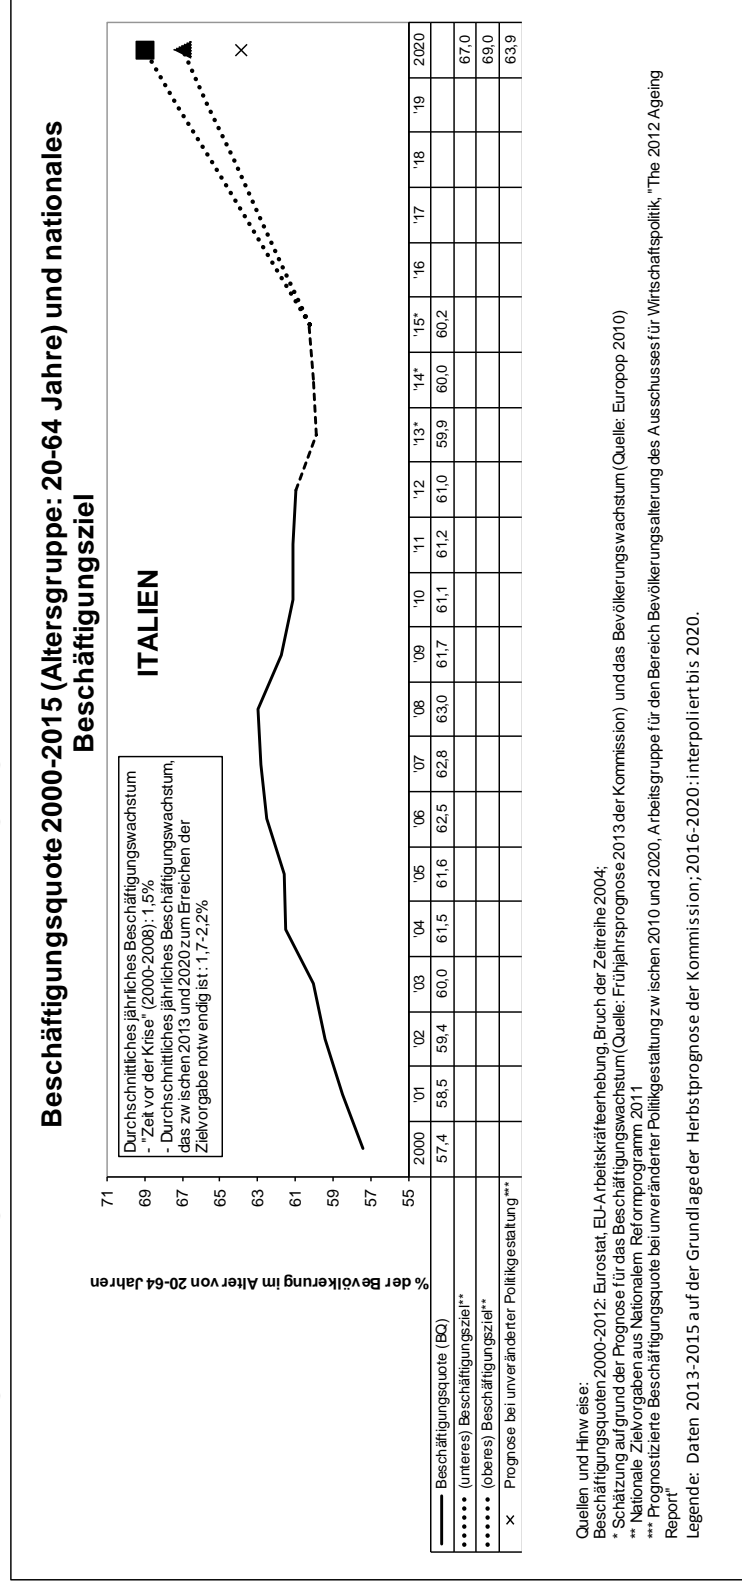 Beschäftigungsquote 2000-2015 (Altersgruppe: 20-64 Jahre) und nationales
Beschäftigungsziel
ITALIEN
Durchschnittliches jährliches Beschäftigungswachstum
- "Zeit vor der Krise" (2000-2008): 1,5%
- Durchschnittliches jährliches Beschäftigungswachstum,
das zwischen 2013 und 2020 zum Erreichen der
Zielvorgabe notwendig ist: 1,7-2,2%
% der Bevölkerung im Alter von 20-64 Jahren
71
69
67
65
63
61
59
57
55
2000 '01 '02 '03 '04 '05 '06 '07 '08 '09 '10 '11 '12 '13* '14* '15* '16 '17 '18 '19 2020
Beschäftigungsquote (BQ) 57,4 58,5 59,4 60,0 61,5 61,6 62,5 62,8 63,0 61,7 61,1 61,2 61,0 59,9 60,0 60,2
(unteres) Beschäftigungsziel** 67,0
(oberes) Beschäftigungsziel** 69,0
Prognose bei unveränderter Politikgestaltung*** 63,9
Quellen und Hinweise:
Beschäftigungsquoten 2000-2012: Eurostat, EU-Arbeitskräfteerhebung, Bruch der Zeitreihe 2004;
* Schätzung aufgrund der Prognose für das Beschäftigungswachstum (Quelle: Frühjahrsprognose 2013 der Kommission) und das Bevölkerungswachstum (Quelle: Europop 2010)
** Nationale Zielvorgaben aus Nationalem Reformprogramm 2011
*** Prognostizierte Beschäftigungsquote bei unveränderter Politikgestaltung zwischen 2010 und 2020, Arbeitsgruppe für den Bereich Bevölkerungsalterung des Ausschusses für Wirtschaftspolitik, "The 2012 Ageing
Report"
Legende: Daten 2013-2015 auf der Grundlage der Herbstprognose der Kommission; 2016-2020: interpoliert bis 2020.